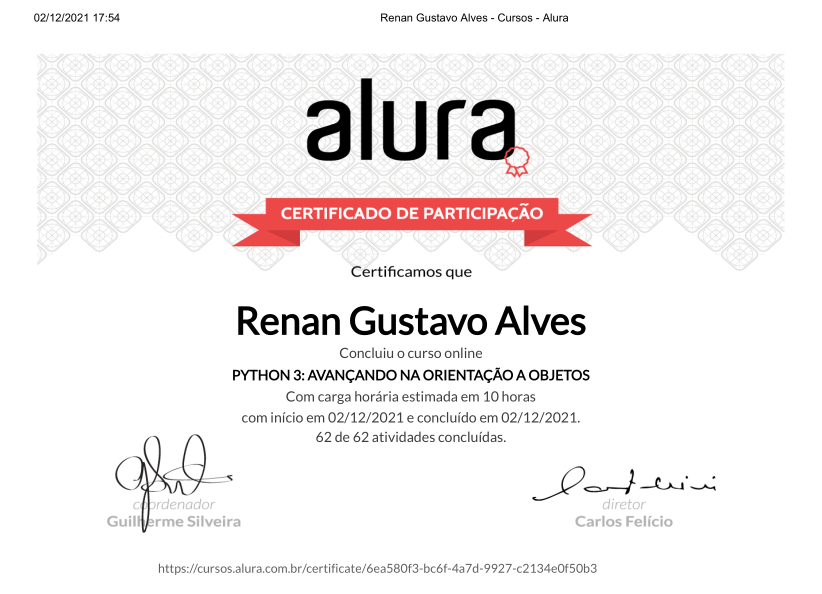 02/12/2021 17:54
Renan Gustavo Alves - Cursos - Alura
alura
CERTIFICADO DE PARTICIPAÇÃO
Certificamos que
Renan Gustavo Alves
Concluiu o curso online
PYTHON 3: AVANÇANDO NA ORIENTAÇÃO A OBJETOS
Com carga horária estimada em 10 horas
com início em 02/12/2021 e concluído em 02/12/2021.
62 de 62 atividades concluídas.
coordenador
Guilherme Silveira
diretor
Carlos Felício
https://cursos.alura.com.br/certificate/6ea580f3-bc6f-4a7d-9927-c2134e0f50b3